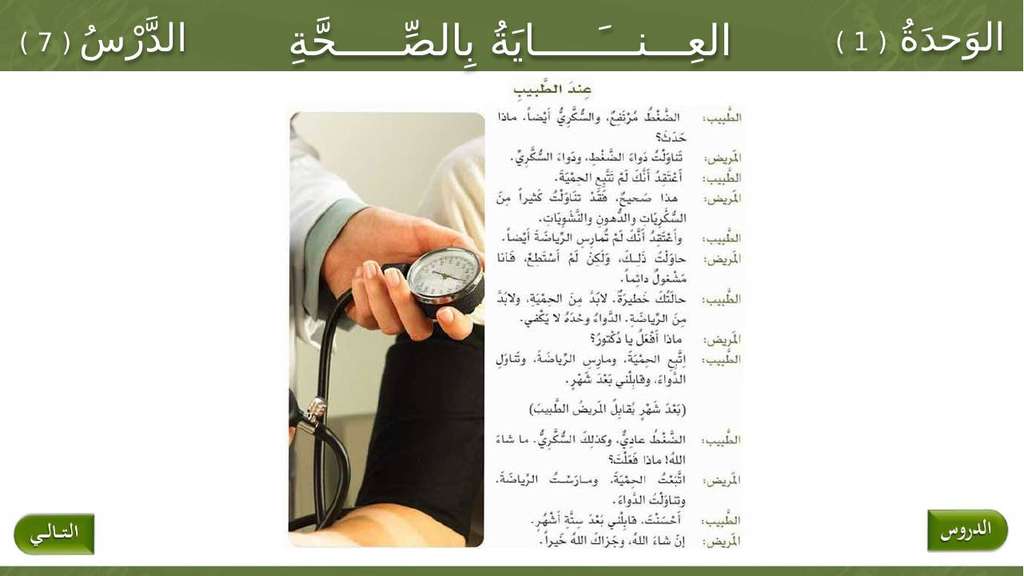 الوَحدَةُ ( 1 )
العِـــنـــَـــايَةُ بِالصِّـــــحَّةِ
الدَّرْسُ ( 7 )
عِندَ الطَّبيبِ
الطَّبيب: الضَّغْطُ مُرْتَفِعٌ، والسُّكَّرِيُّ أَيْضاً. ماذا
حَدَثَ؟
المَريض: تَناوَلْتُ دَواءَ الضَّغْطِ، ودَواءَ السُّكَّرِيِّ.
الطَّبيب: أَعْتَقِدُ أَنَّكَ لَمْ تَتَّبِعِ الحِمْيَةَ.
المَريض: هذا صَحيحٌ، فَقَدْ تَناوَلْتُ كَثيراً مِنَ
السُّكَّرِيّاتِ والدُّهونِ والنَّشَوِيّاتِ.
الطَّبيب: وأَعْتَقِدُ أَنَّكَ لَمْ تُمارِسِ الرِّياضَةَ أَيْضاً.
المَريض: حاوَلْتُ ذَلِكَ، وَلَكِنْ لَمْ أَسْتَطِعْ، فَأَنا
مَشْغولٌ دائِماً.
الطَّبيب: حالَتُكَ خَطيرَةٌ. لابُدَّ مِنَ الحِمْيَةِ، ولابُدَّ
مِنَ الرِّياضَةِ. الدَّواءُ وحْدَهُ لا يَكْفي.
المَريض: ماذا أَفْعَلُ يا دُكْتورُ؟
الطَّبيب: اِتَّبِعِ الحِمْيَةَ، ومارِسِ الرِّياضَةَ، وتَناوَلِ
الدَّواءَ، وقابِلْني بَعْدَ شَهْرٍ.
(بَعْدَ شَهْرٍ يُقابِلُ المَريضُ الطَّبيبَ)
الطَّبيب: الضَّغْطُ عادِيٌّ، وكَذلِكَ السُّكَّرِيُّ. ما شاءَ
اللهُ! ماذا فَعَلْتَ؟
المَريض: اتَّبَعْتُ الحِمْيَةَ، ومارَسْتُ الرِّياضَةَ،
وتَناوَلْتُ الدَّواءَ.
الطَّبيب: أَحْسَنْتَ. قابِلْني بَعْدَ سِتَّةِ أَشْهُرٍ.
المَريض: إنْ شاءَ اللهُ، وجَزاكَ اللهُ خَيراً.
الدروس
التالي